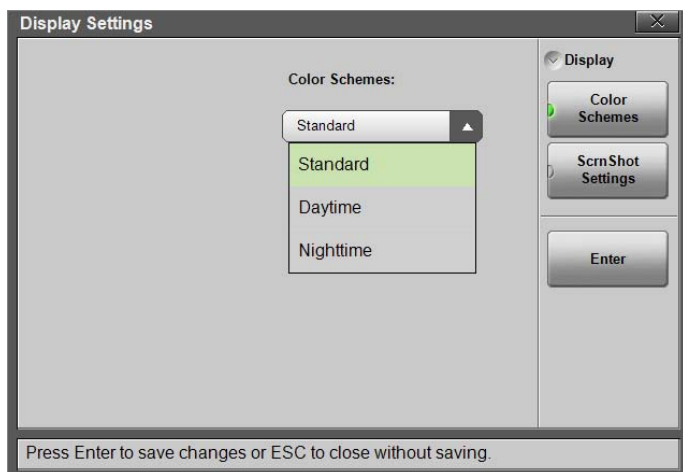 Display Settings
Color Schemes:
Standard
Standard
Daytime
Nighttime
Display
Color
Schemes
ScrnShot
Settings
Enter
Press Enter to save changes or ESC to close without saving.